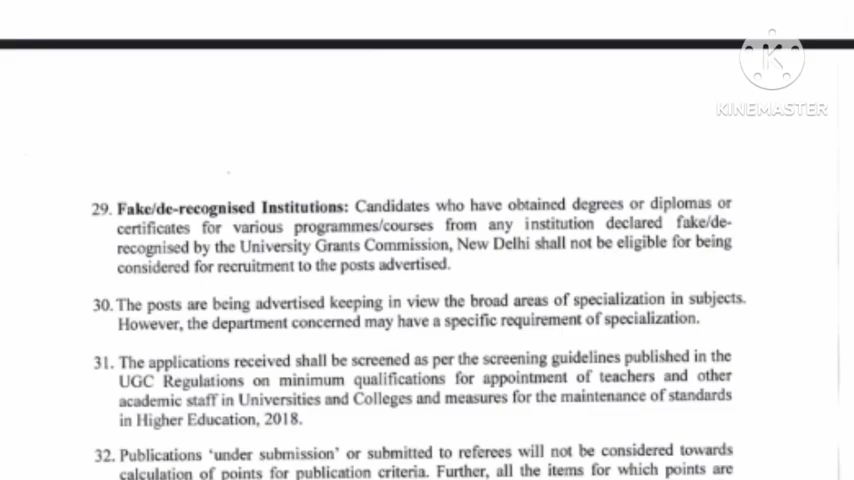 KINEMASTER
29. Fake/de-recognised Institutions: Candidates who have obtained degrees or diplomas or
certificates for various programmes/courses from any institution declared fake/de-
recognised by the University Grants Commission, New Delhi shall not be eligible for being
considered for recruitment to the posts advertised.
30. The posts are being advertised keeping in view the broad areas of specialization in subjects.
However, the department concerned may have a specific requirement of specialization.
31. The applications received shall be screened as per the screening guidelines published in the
UGC Regulations on minimum qualifications for appointment of teachers and other
academic staff in Universities and Colleges and measures for the maintenance of standards
in Higher Education, 2018.
32. Publications 'under submission' or submitted to referees will not be considered towards
calculation of points for publication criteria. Further, all the items for which points are